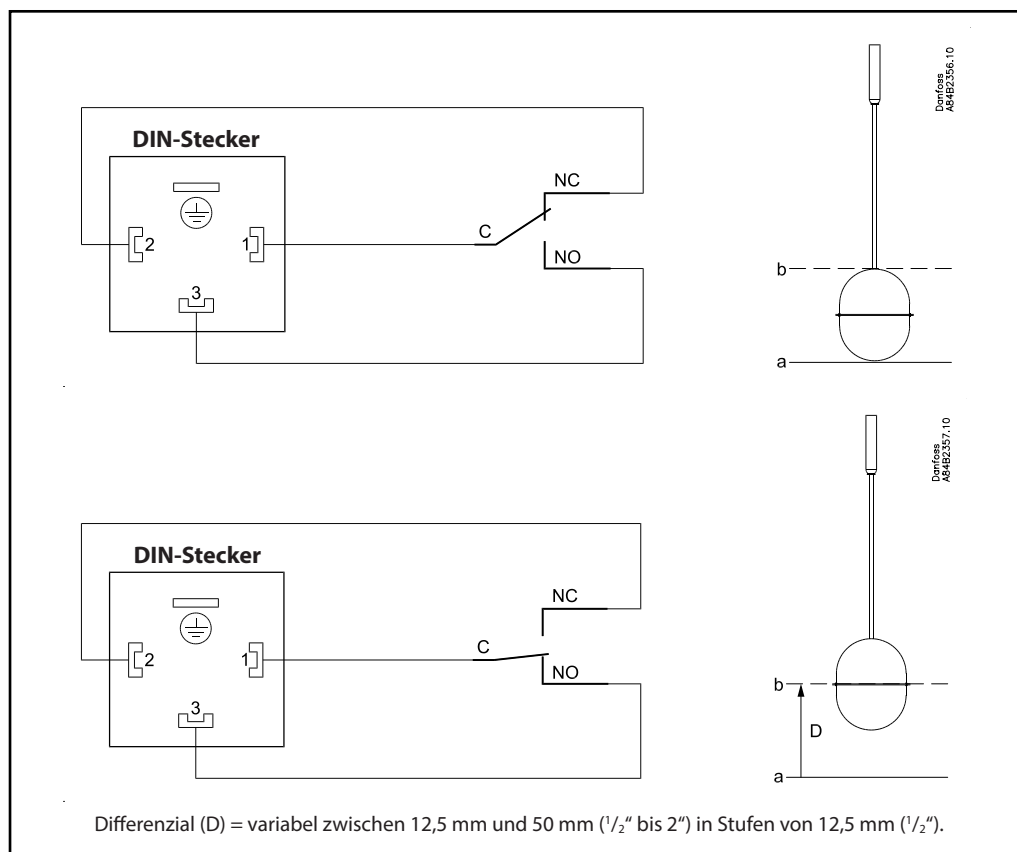 Danfoss
A84B2356.10
DIN-Stecker
NC
C
2
1
NO
3
b
a
Danfoss
A84B2357.10
DIN-Stecker
NC
C
2
1
NO
3
b
D
a
Differenzial (D) = variabel zwischen 12,5 mm und 50 mm (1/2“ bis 2“) in Stufen von 12,5 mm (1/2“).